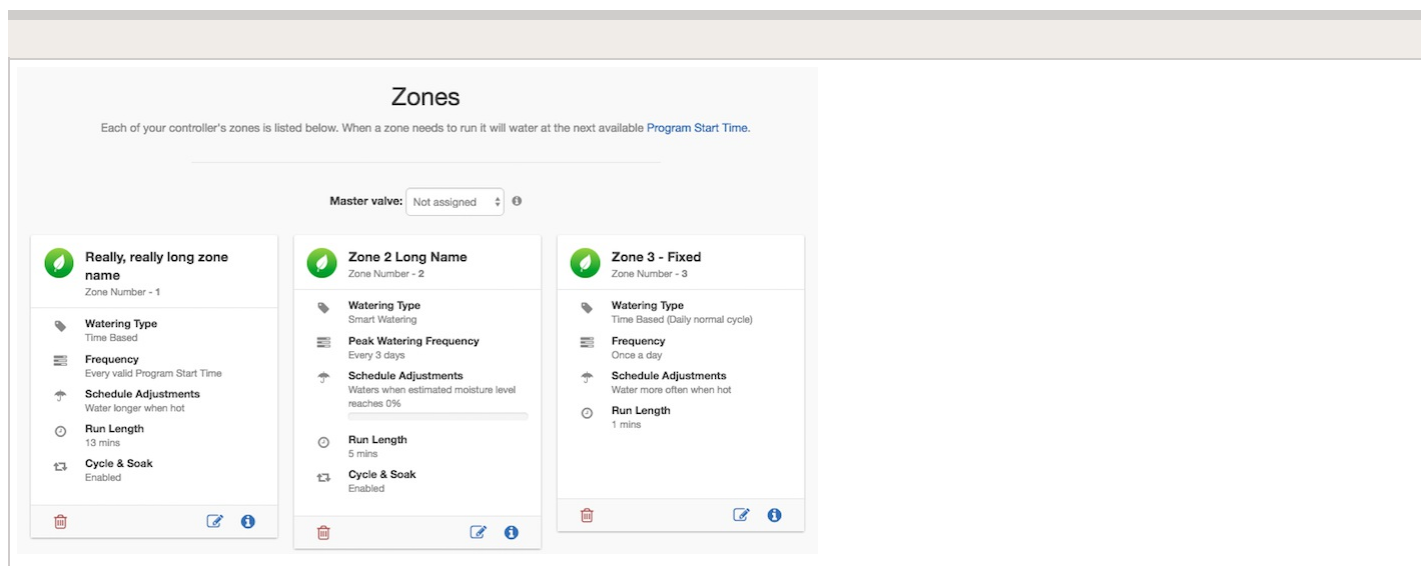 Zones
Each of your controller's zones is listed below. When a zone needs to run it will water at the next available Program Start Time.
Master valve: Not assigned
Really, really long zone
name
Zone Number - 1
Watering Type
Time Based
Frequency
Every valid Program Start Time
Schedule Adjustments
Water longer when hot
Run Length
13 mins
Cycle & Soak
Enabled
Zone 2 Long Name
Zone Number - 2
Watering Type
Smart Watering
Peak Watering Frequency
Every 3 days
Schedule Adjustments
Waters when estimated moisture level
reaches 0%
Run Length
5 mins
Cycle & Soak
Enabled
Zone 3 - Fixed
Zone Number - 3
Watering Type
Time Based (Daily normal cycle)
Frequency
Once a day
Schedule Adjustments
Water more often when hot
Run Length
1 mins